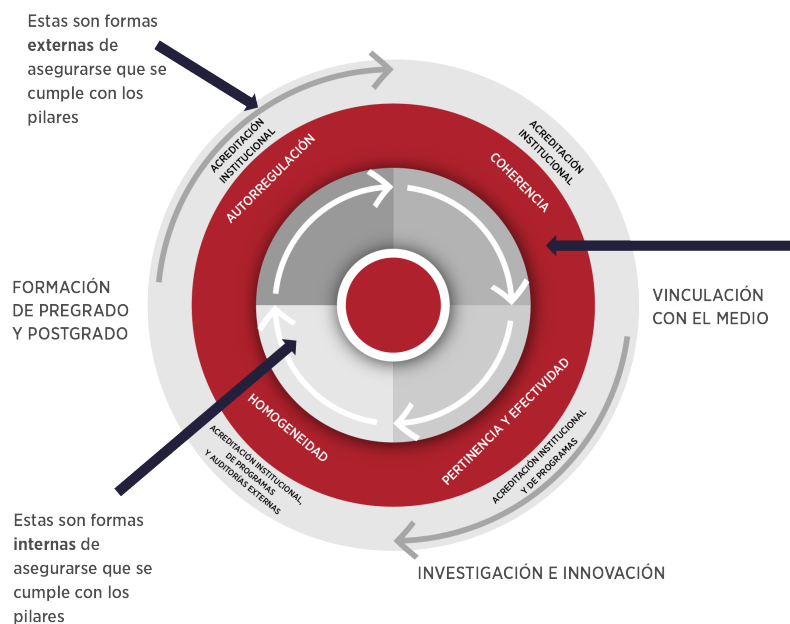 Estas son formas
externas de
asegurarse que se
cumple con los
pilares
ACREDITACIÓN
INSTITUCIONAL
AUTORREGULACIÓN
ACREDITACIÓN
INSTITUCIONAL
COHERENCIA
FORMACIÓN
DE PREGRADO
Y POSTGRADO
VINCULACIÓN
CON EL MEDIO
HOMOGENEIDAD
ACREDITACIÓN INSTITUCIONAL,
DE PROGRAMAS
Y AUDITORÍAS EXTERNAS
PERTINENCIA Y EFECTIVIDAD
ACREDITACIÓN INSTITUCIONAL
Y DE PROGRAMAS
Estas son formas
internas de
asegurarse que se
cumple con los
pilares
INVESTIGACIÓN E INNOVACIÓN